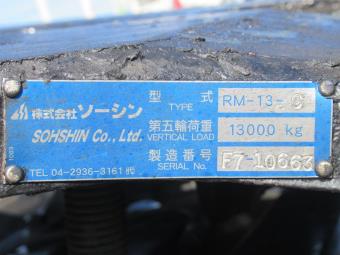 株式会社 ソーシン
SOHSHIN Co., Ltd.
TEL 04-2936-3161 ㈹
型 式 RM-13-
TYPE
第五輪荷重 13000 kg
VERTICAL LOAD
製造番号 F7-10663
SERIAL No.